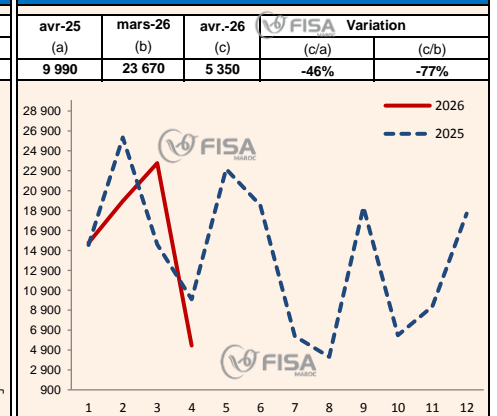 avr-25 mars-26 avr.-26 Variation
(a) (b) (c) (c/a) (c/b)
9 990 23 670 5 350 -46% -77%
FISA
MAROC
28 900
26 900
24 900
22 900
20 900
18 900
16 900
14 900
12 900
10 900
8 900
6 900
4 900
2 900
900
2026
2025
FISA
MAROC
FISA
MAROC
1 2 3 4 5 6 7 8 9 10 11 12